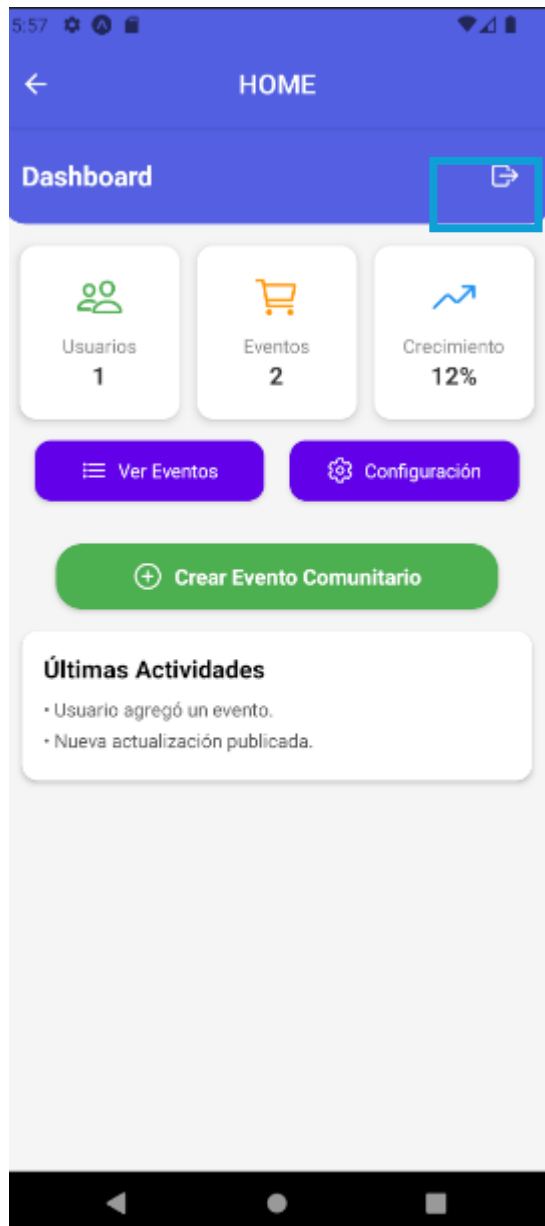 5:57
HOME
Dashboard
Usuarios
1
Eventos
2
Crecimiento
12%
Ver Eventos
Configuración
Crear Evento Comunitario
Últimas Actividades
• Usuario agregó un evento.
• Nueva actualización publicada.